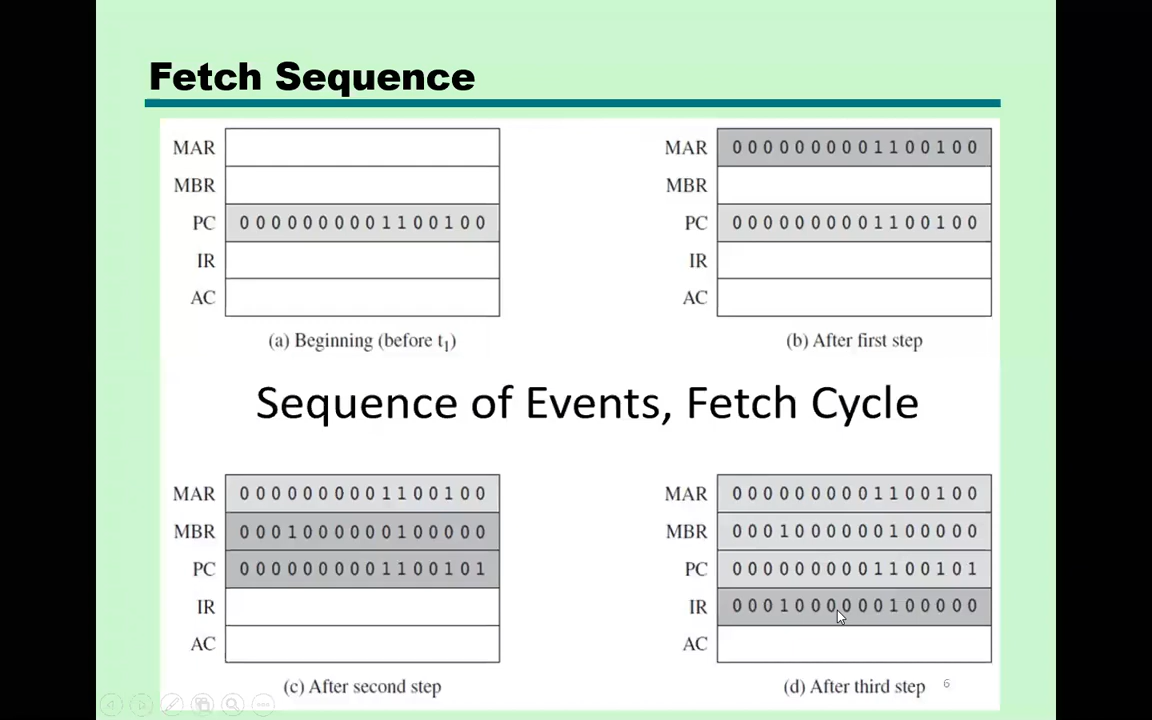 Fetch Sequence
MAR
MBR
PC 0 0 0 0 0 0 0 0 0 1 1 0 0 1 0 0
IR
AC
(a) Beginning (before t1)
MAR 0 0 0 0 0 0 0 0 0 1 1 0 0 1 0 0
MBR
PC 0 0 0 0 0 0 0 0 0 1 1 0 0 1 0 0
IR
AC
(b) After first step
Sequence of Events, Fetch Cycle
MAR 0 0 0 0 0 0 0 0 0 1 1 0 0 1 0 0
MBR 0 0 0 1 0 0 0 0 0 0 1 0 0 0 0 0
PC 0 0 0 0 0 0 0 0 0 1 1 0 0 1 0 1
IR
AC
(c) After second step
MAR 0 0 0 0 0 0 0 0 0 1 1 0 0 1 0 0
MBR 0 0 0 1 0 0 0 0 0 0 1 0 0 0 0 0
PC 0 0 0 0 0 0 0 0 0 1 1 0 0 1 0 1
IR 0 0 0 1 0 0 0 0 0 0 1 0 0 0 0 0
AC
(d) After third step
6